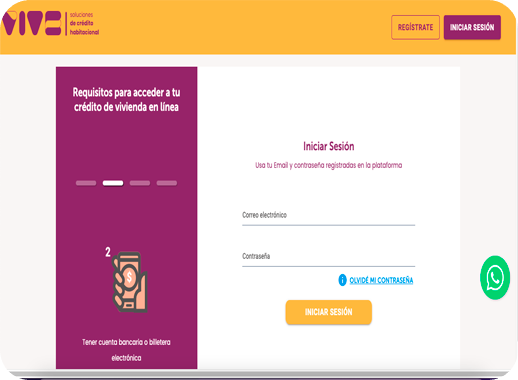 VIVE
soluciones
de crédito
habitacional
REGÍSTRATE
INICIAR SESIÓN
Requisitos para acceder a tu
crédito de vivienda en línea
2
Tener cuenta bancaria o billetera
electrónica
Iniciar Sesión
Usa tu Email y contraseña registradas en la plataforma
Correo electrónico
Contraseña
OLVIDÉ MI CONTRASEÑA
INICIAR SESIÓN